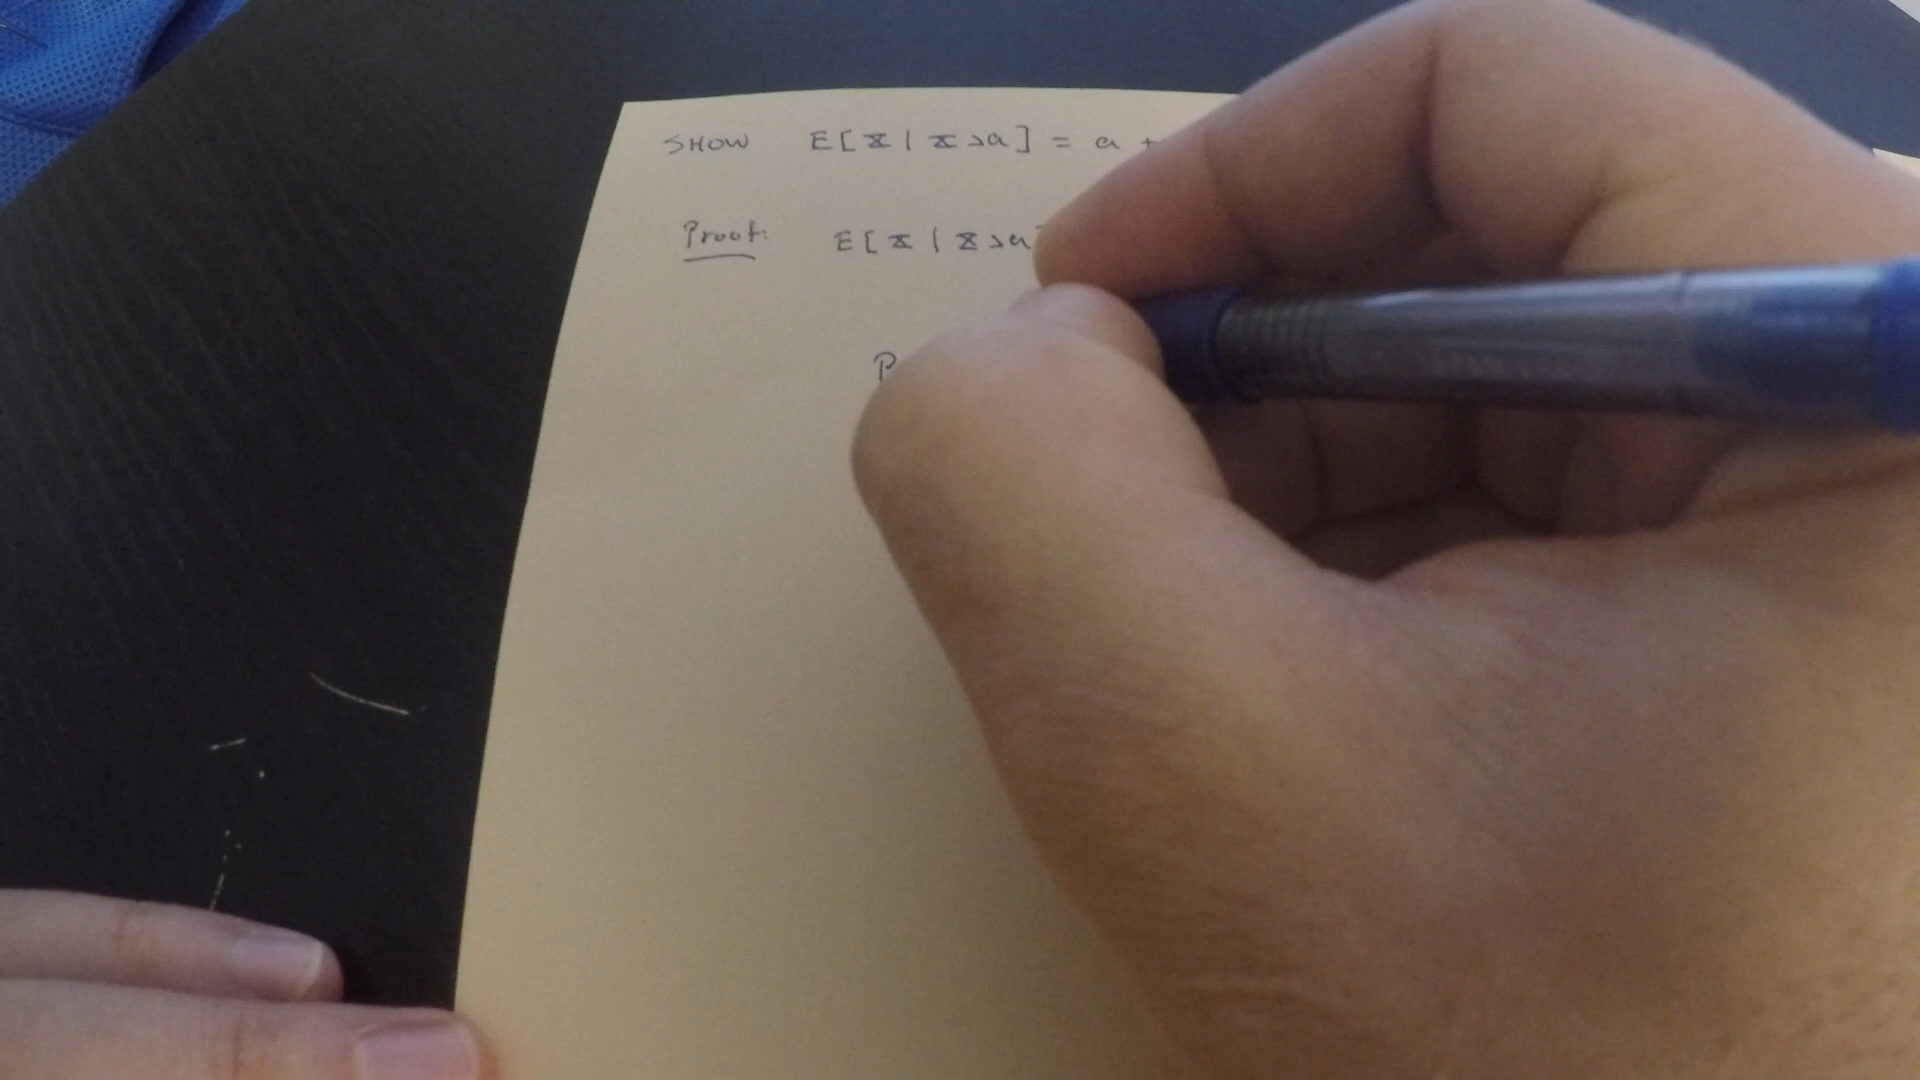 SHOW E[X | X>a] = a +
Proof: E[X | X>a]
P